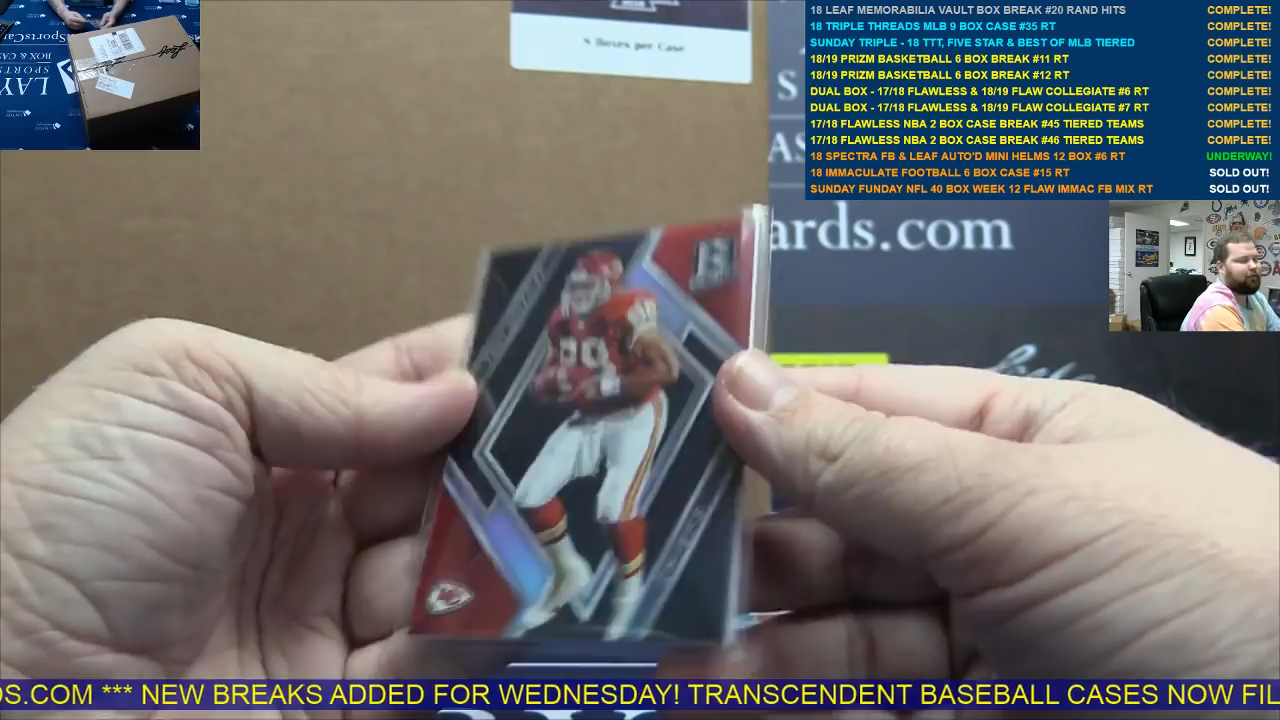 18 LEAF MEMORABILIA VAULT BOX BREAK #20 RAND HITS COMPLETE!
18 TRIPLE THREADS MLB 9 BOX CASE #35 RT COMPLETE!
SUNDAY TRIPLE - 18 TTT, FIVE STAR & BEST OF MLB TIERED COMPLETE!
18/19 PRIZM BASKETBALL 6 BOX BREAK #11 RT COMPLETE!
18/19 PRIZM BASKETBALL 6 BOX BREAK #12 RT COMPLETE!
DUAL BOX - 17/18 FLAWLESS & 18/19 FLAW COLLEGIATE #6 RT COMPLETE!
DUAL BOX - 17/18 FLAWLESS & 18/19 FLAW COLLEGIATE #7 RT COMPLETE!
17/18 FLAWLESS NBA 2 BOX CASE BREAK #45 TIERED TEAMS COMPLETE!
17/18 FLAWLESS NBA 2 BOX CASE BREAK #46 TIERED TEAMS COMPLETE!
18 SPECTRA FB & LEAF AUTO'D MINI HELMS 12 BOX #6 RT UNDERWAY!
18 IMMACULATE FOOTBALL 6 BOX CASE #15 RT SOLD OUT!
SUNDAY FUNDAY NFL 40 BOX WEEK 12 FLAW IMMAC FB MIX RT SOLD OUT!
8 Boxes per Case
ards.com
DS.COM *** NEW BREAKS ADDED FOR WEDNESDAY! TRANSCENDENT BASEBALL CASES NOW FIL